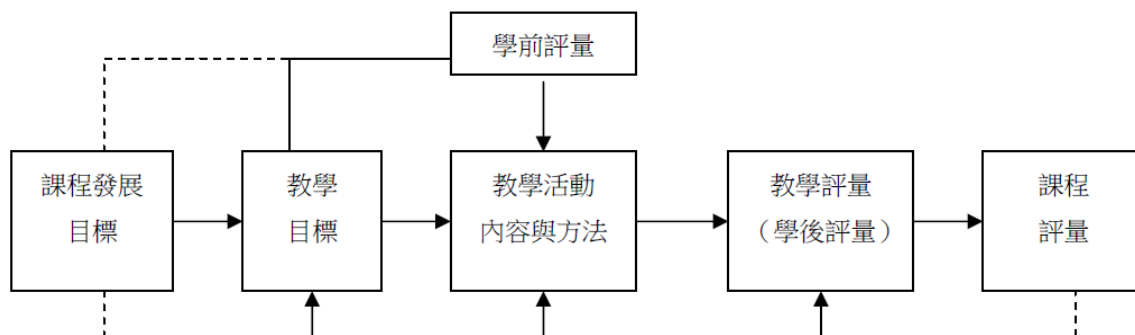 學前評量
課程發展
目標
教學
目標
教學活動
內容與方法
教學評量
（學後評量）
課程
評量